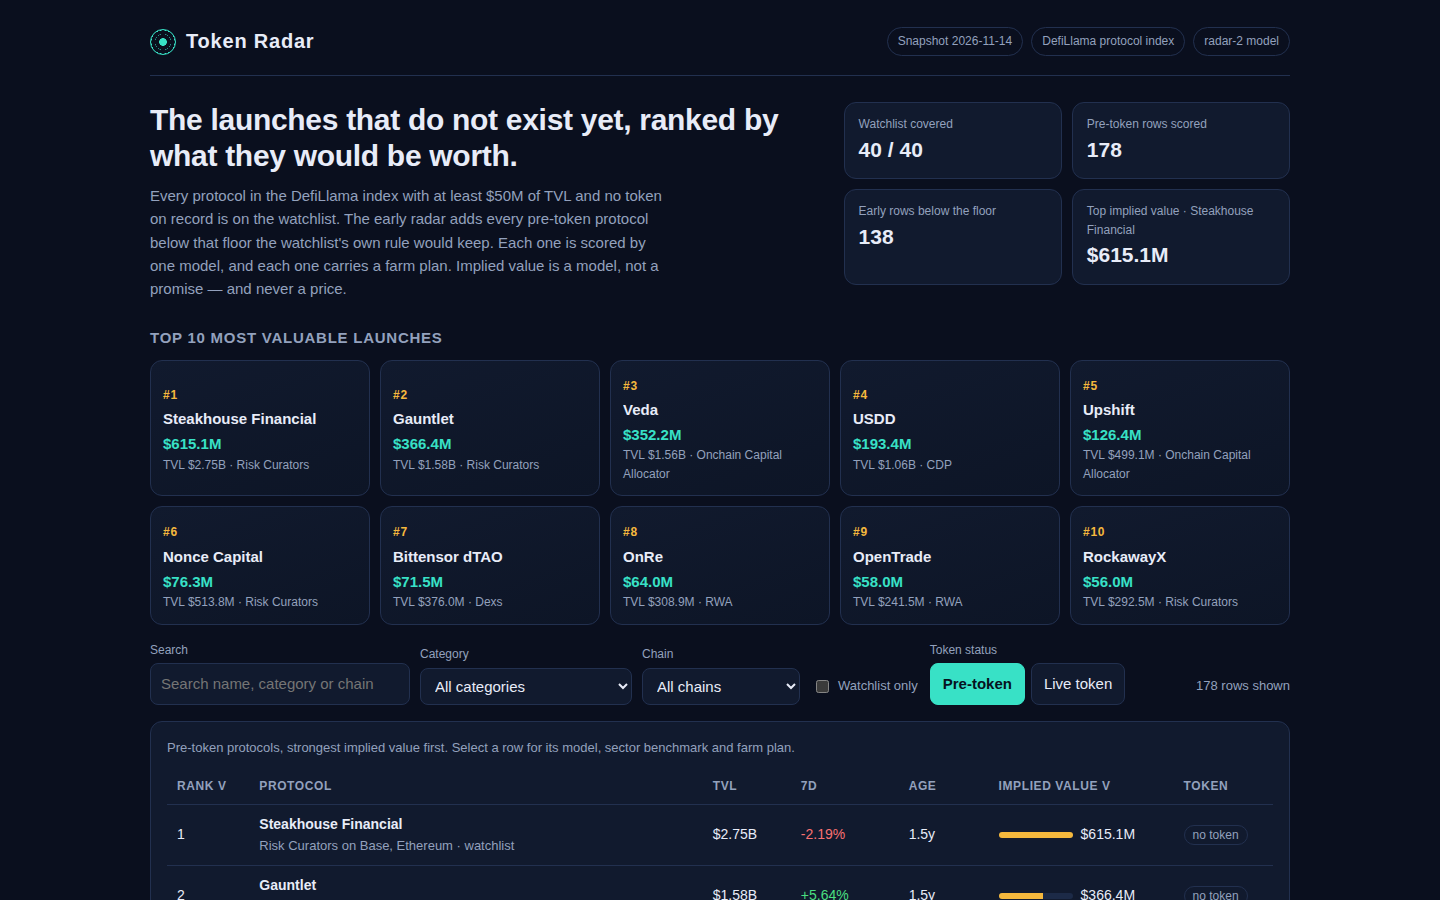 Token Radar
Snapshot 2026-11-14
DefiLlama protocol index
radar-2 model
The launches that do not exist yet, ranked by
what they would be worth.
Every protocol in the DefiLlama index with at least $50M of TVL and no token
on record is on the watchlist. The early radar adds every pre-token protocol
below that floor the watchlist's own rule would keep. Each one is scored by
one model, and each one carries a farm plan. Implied value is a model, not a
promise — and never a price.
Watchlist covered
40 / 40
Pre-token rows scored
178
Early rows below the floor
138
Top implied value · Steakhouse
Financial
$615.1M
TOP 10 MOST VALUABLE LAUNCHES
#1
Steakhouse Financial
$615.1M
TVL $2.75B · Risk Curators
#2
Gauntlet
$366.4M
TVL $1.58B · Risk Curators
#3
Veda
$352.2M
TVL $1.56B · Onchain Capital
Allocator
#4
USDD
$193.4M
TVL $1.06B · CDP
#5
Upshift
$126.4M
TVL $499.1M · Onchain Capital
Allocator
#6
Nonce Capital
$76.3M
TVL $513.8M · Risk Curators
#7
Bittensor dTAO
$71.5M
TVL $376.0M · Dexs
#8
OnRe
$64.0M
TVL $308.9M · RWA
#9
OpenTrade
$58.0M
TVL $241.5M · RWA
#10
RockawayX
$56.0M
TVL $292.5M · Risk Curators
Search
Search name, category or chain
Category
All categories
Chain
All chains
Watchlist only
Token status
Pre-token
Live token
178 rows shown
Pre-token protocols, strongest implied value first. Select a row for its model, sector benchmark and farm plan.
RANK V PROTOCOL TVL 7D AGE IMPLIED VALUE V TOKEN
1 Steakhouse Financial $2.75B -2.19% 1.5y $615.1M no token
Risk Curators on Base, Ethereum · watchlist
2 Gauntlet $1.58B +5.64% 1.5y $366.4M no token